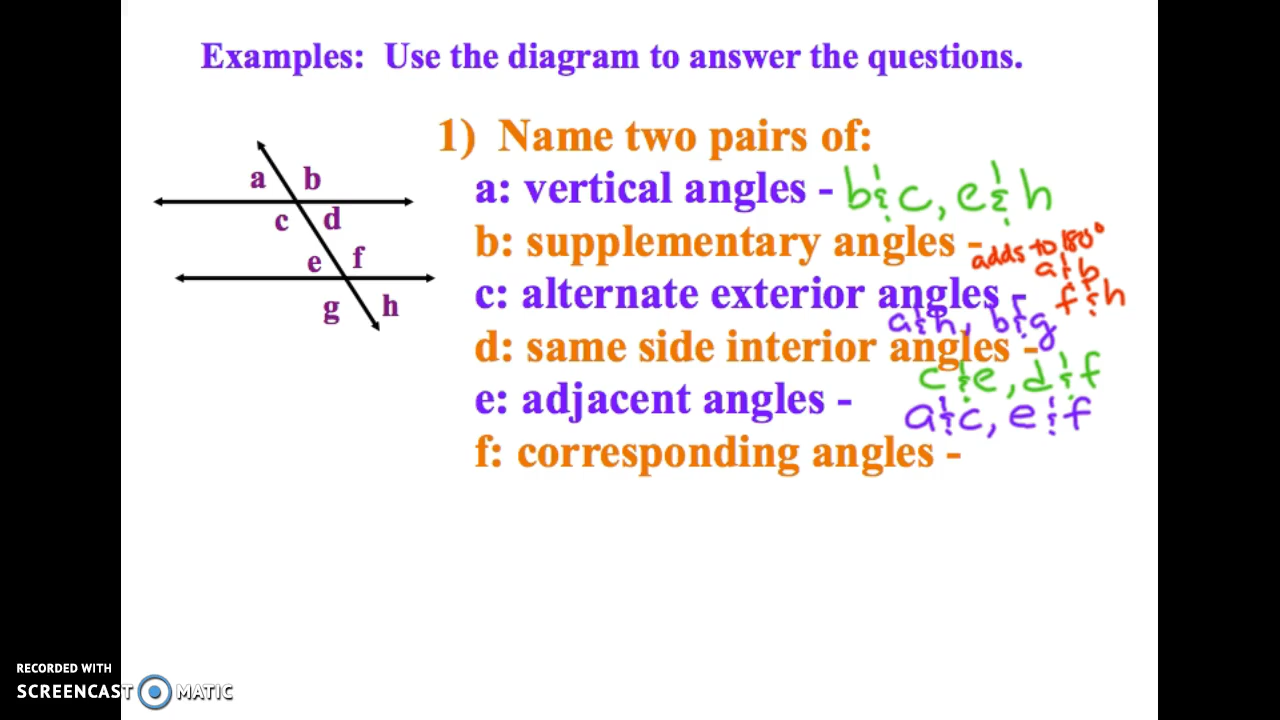 Examples: Use the diagram to answer the questions.
1) Name two pairs of:
a b
c d
e f
g h
a: vertical angles - b & c, e & h
b: supplementary angles - adds to 180°
a & b
f & h
c: alternate exterior angles -
a & h, b & g
d: same side interior angles -
c & e, d & f
e: adjacent angles - a & c, e & f
f: corresponding angles -
RECORDED WITH
SCREENCAST MATIC